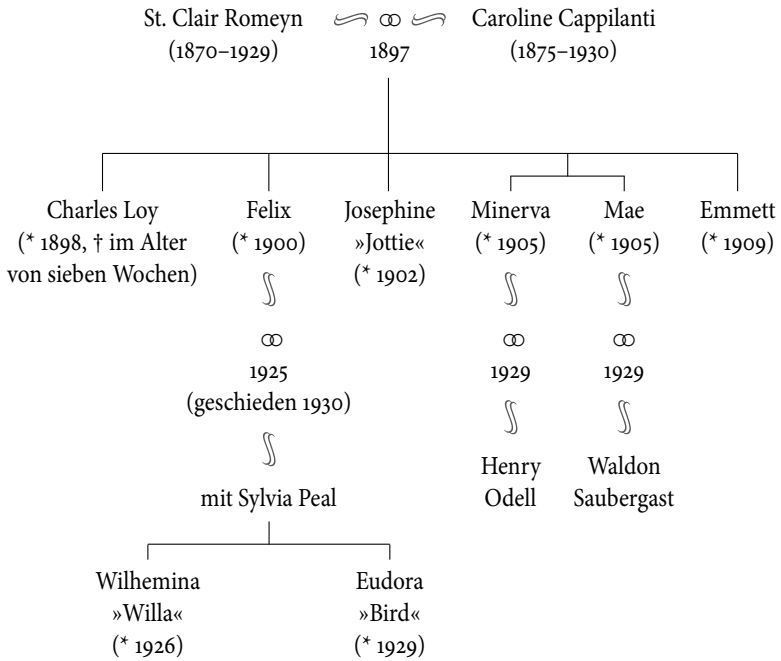 St. Clair Romeyn ⚭ Caroline Cappilanti
(1870–1929) 1897 (1875–1930)
Charles Loy
(* 1898, † im Alter
von sieben Wochen)
Felix
(* 1900)
Josephine
»Jottie«
(* 1902)
Minerva
(* 1905)
Mae
(* 1905)
Emmett
(* 1909)
⚭
1925
(geschieden 1930)
mit Sylvia Peal
⚭
1929
Henry
Odell
⚭
1929
Waldon
Saubergast
Wilhemina
»Willa«
(* 1926)
Eudora
»Bird«
(* 1929)